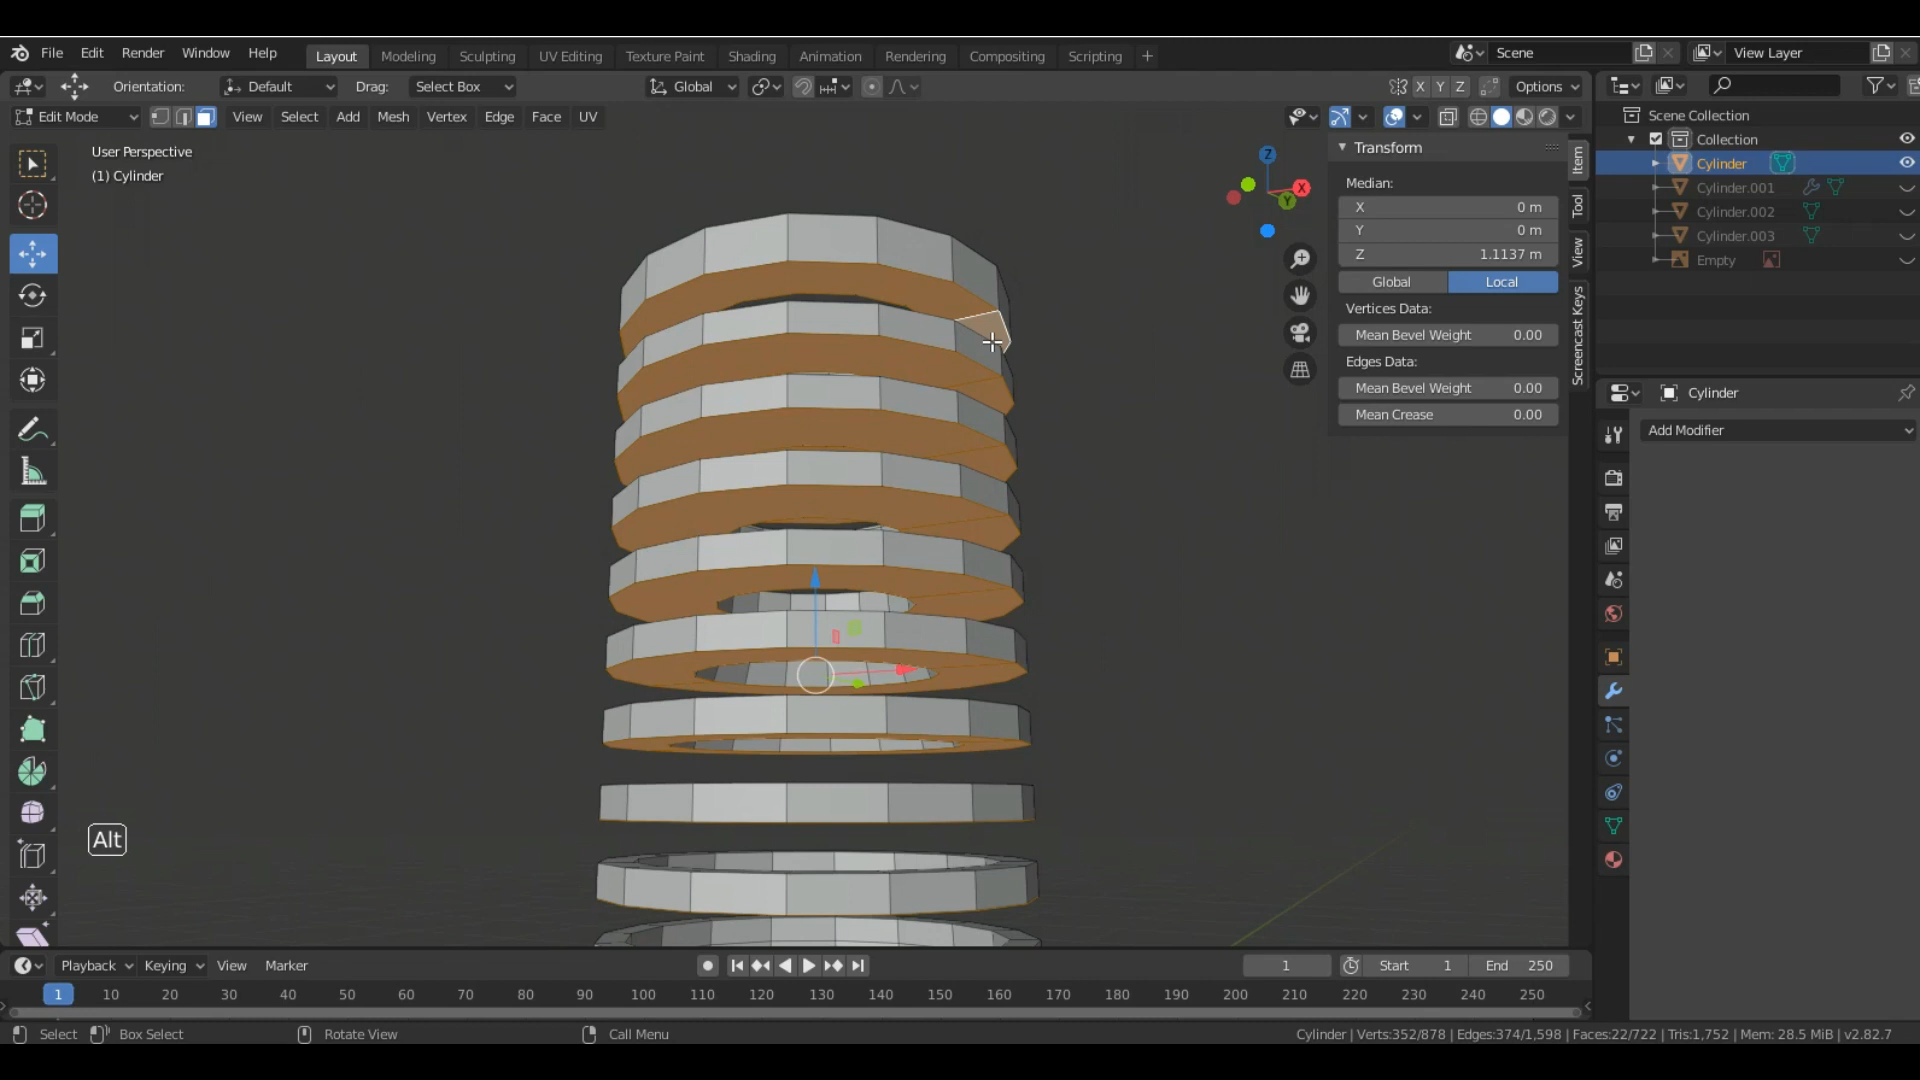 File Edit Render Window Help Layout Modeling Sculpting UV Editing Texture Paint Shading Animation Rendering Compositing Scripting + Scene View Layer
Orientation: Default Drag: Select Box Global X Y Z Options
Edit Mode View Select Add Mesh Vertex Edge Face UV
User Perspective
(1) Cylinder
Z
X
Y
Transform
Median:
X 0 m
Y 0 m
Z 1.1137 m
Global Local
Vertices Data:
Mean Bevel Weight 0.00
Edges Data:
Mean Bevel Weight 0.00
Mean Crease 0.00
Item
Tool
View
Screencast Keys
Scene Collection
Collection
Cylinder
Cylinder.001
Cylinder.002
Cylinder.003
Empty
Cylinder
Add Modifier
Alt
Playback Keying View Marker 1 Start 1 End 250
1 10 20 30 40 50 60 70 80 90 100 110 120 130 140 150 160 170 180 190 200 210 220 230 240 250
Select Box Select Rotate View Call Menu Cylinder | Verts:352/878 | Edges:374/1,598 | Faces:22/722 | Tris:1,752 | Mem: 28.5 MiB | v2.82.7